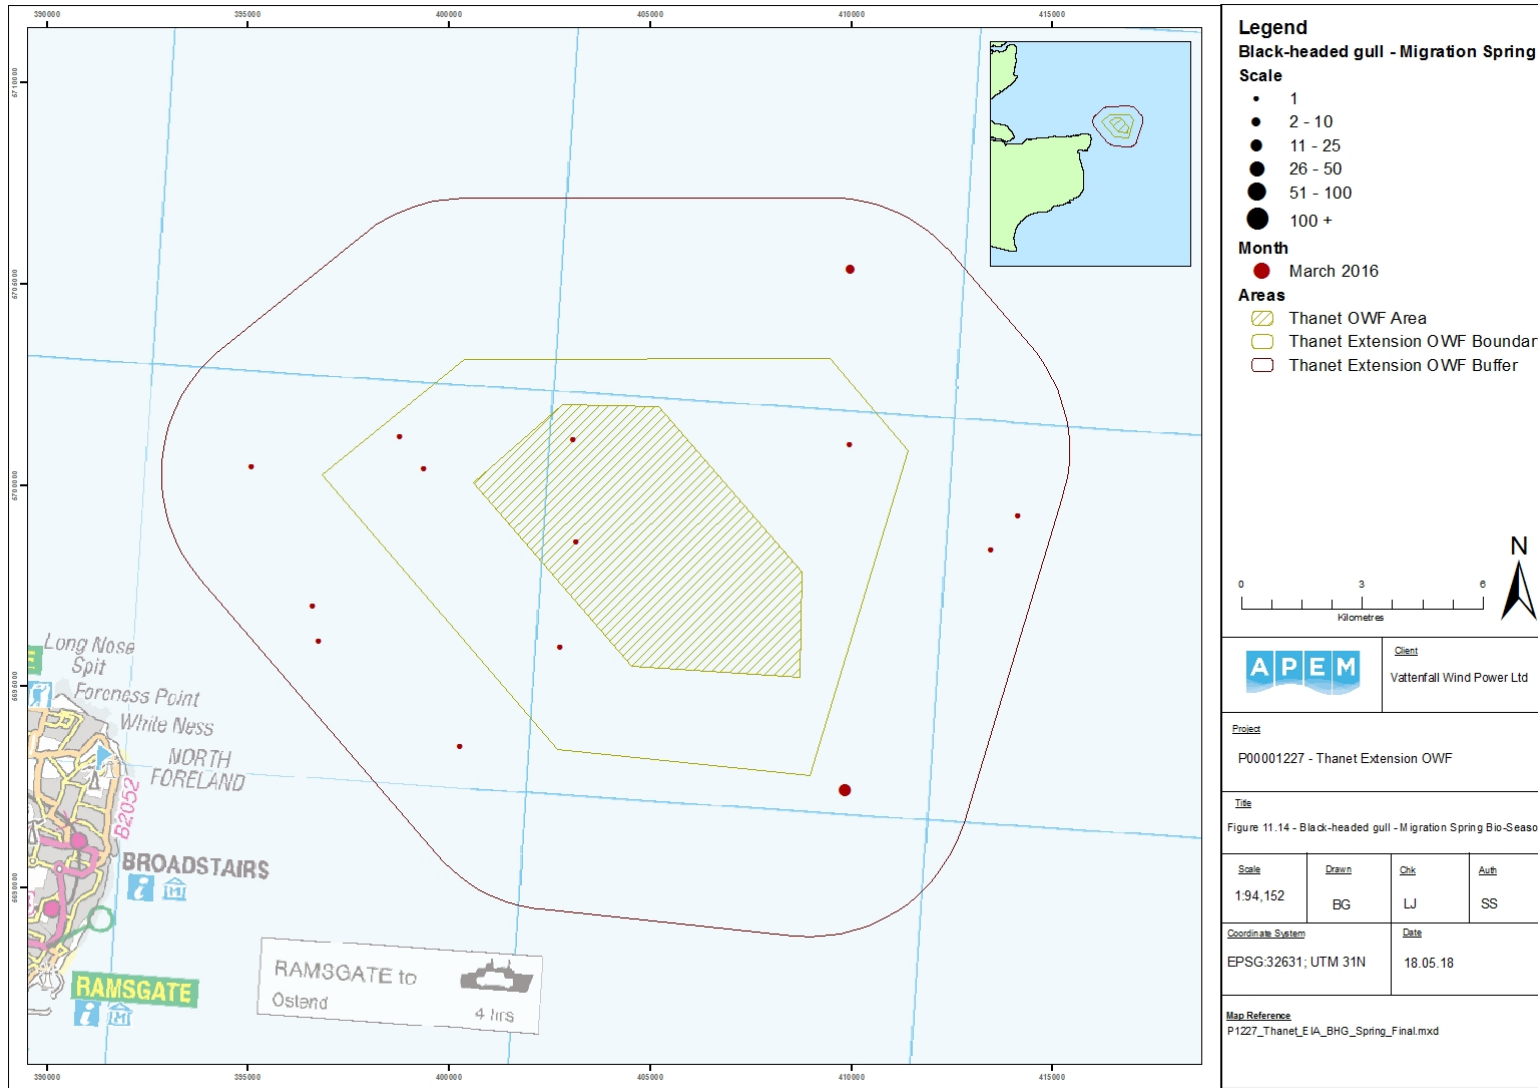 390000
395000
400000
405000
410000
415000
6710000
6705000
6700000
6695000
6690000
Long Nose
Spit
Foreness Point
White Ness
NORTH
FORELAND
B2052
BROADSTAIRS
RAMSGATE
RAMSGATE to
Ostend
4 hrs
390000
395000
400000
405000
410000
415000
Legend
Black-headed gull - Migration Spring
Scale
1
2 - 10
11 - 25
26 - 50
51 - 100
100 +
Month
March 2016
Areas
Thanet OWF Area
Thanet Extension OWF Boundar
Thanet Extension OWF Buffer
N
0 3 6
Kilometres
APEM
Client
Vattenfall Wind Power Ltd
Project
P00001227 - Thanet Extension OWF
Title
Figure 11.14 - Black-headed gull - Migration Spring Bio-Seaso
Scale
1:94,152
Drawn
BG
Chk
LJ
Auth
SS
Coordinate System
EPSG:32631; UTM 31N
Date
18.05.18
Map Reference
P1227_Thanet_EIA_BHG_Spring_Final.mxd